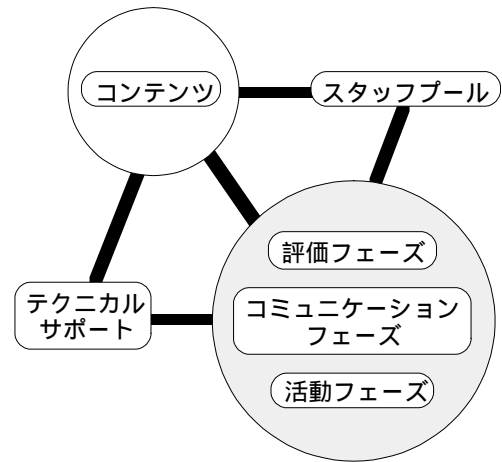 コンテンツ
スタッフプール
評価フェーズ
テクニカル
サポート
コミュニケーション
フェーズ
活動フェーズ